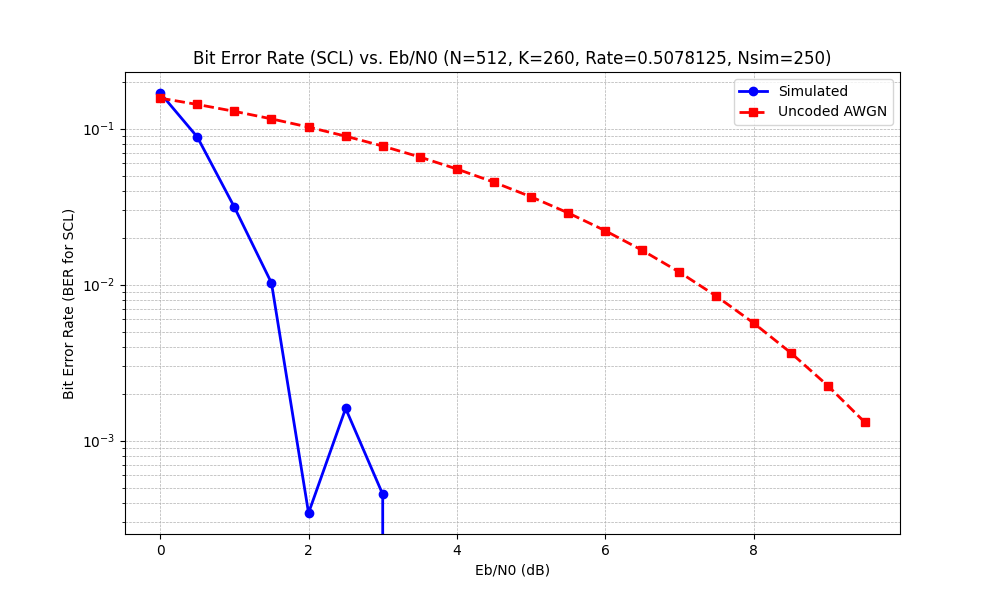 Bit Error Rate (SCL) vs. Eb/N0 (N=512, K=260, Rate=0.5078125, Nsim=250)
Simulated
Uncoded AWGN
Bit Error Rate (BER for SCL)
10⁻¹
10⁻²
10⁻³
0 2 4 6 8
Eb/N0 (dB)